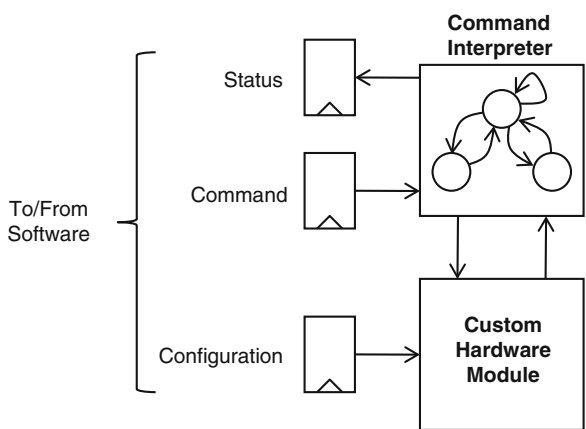 Command
Interpreter
Status
Command
To/From
Software
Configuration
Custom
Hardware
Module